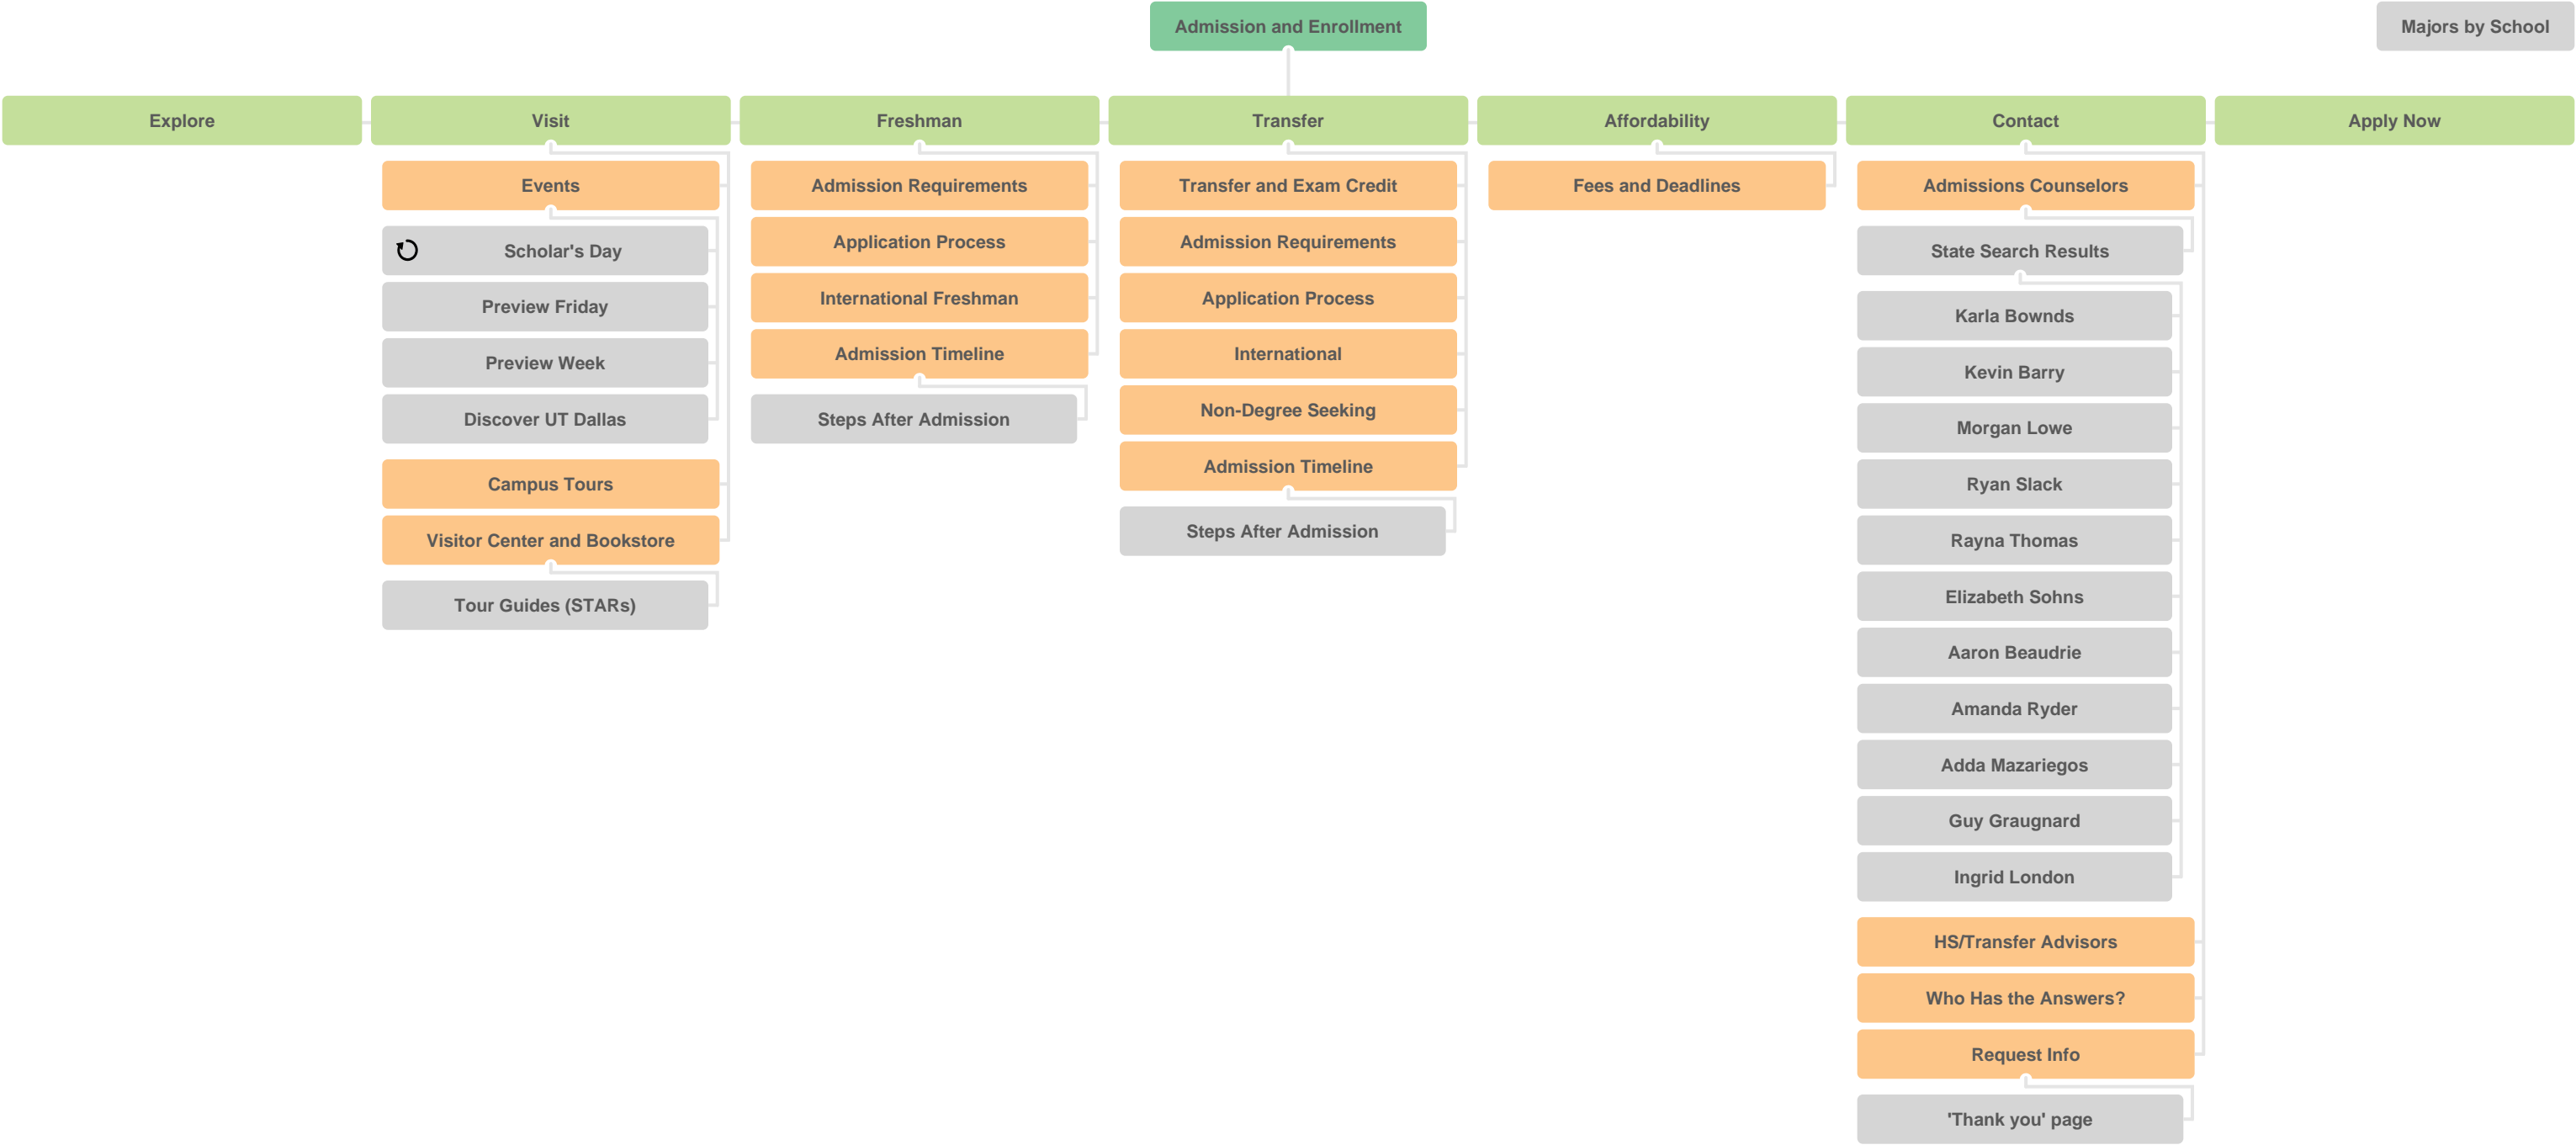 Admission and Enrollment
Majors by School
Explore
Visit
Freshman
Transfer
Affordability
Contact
Apply Now
Events
Scholar's Day
Preview Friday
Preview Week
Discover UT Dallas
Campus Tours
Visitor Center and Bookstore
Tour Guides (STARs)
Admission Requirements
Application Process
International Freshman
Admission Timeline
Steps After Admission
Transfer and Exam Credit
Admission Requirements
Application Process
International
Non-Degree Seeking
Admission Timeline
Steps After Admission
Fees and Deadlines
Admissions Counselors
State Search Results
Karla Bownds
Kevin Barry
Morgan Lowe
Ryan Slack
Rayna Thomas
Elizabeth Sohns
Aaron Beaudrie
Amanda Ryder
Adda Mazariegos
Guy Graugnard
Ingrid London
HS/Transfer Advisors
Who Has the Answers?
Request Info
'Thank you' page